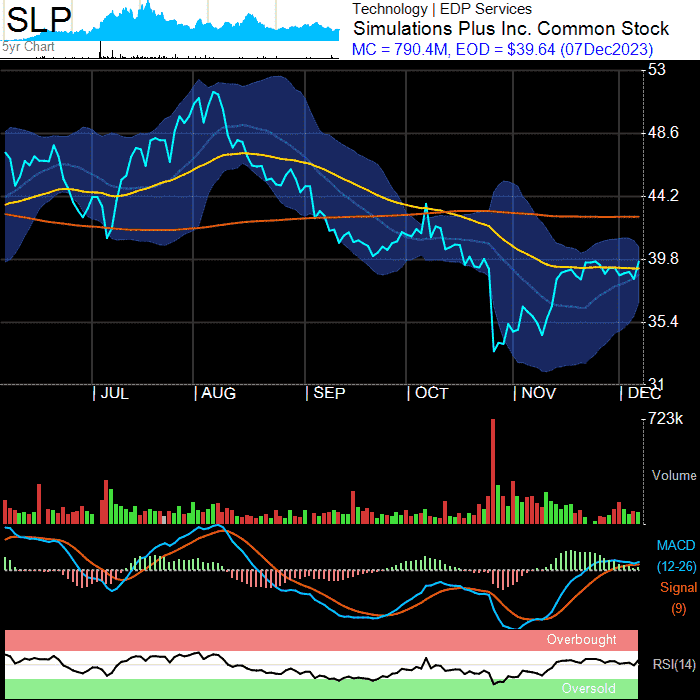 SLP
5yr Chart
Technology | EDP Services
Simulations Plus Inc. Common Stock
MC = 790.4M, EOD = $39.64 (07Dec2023)
53
48.6
44.2
39.8
35.4
31
JUL AUG SEP OCT NOV DEC
723k
Volume
MACD
(12-26)
Signal
(9)
Overbought
RSI(14)
Oversold